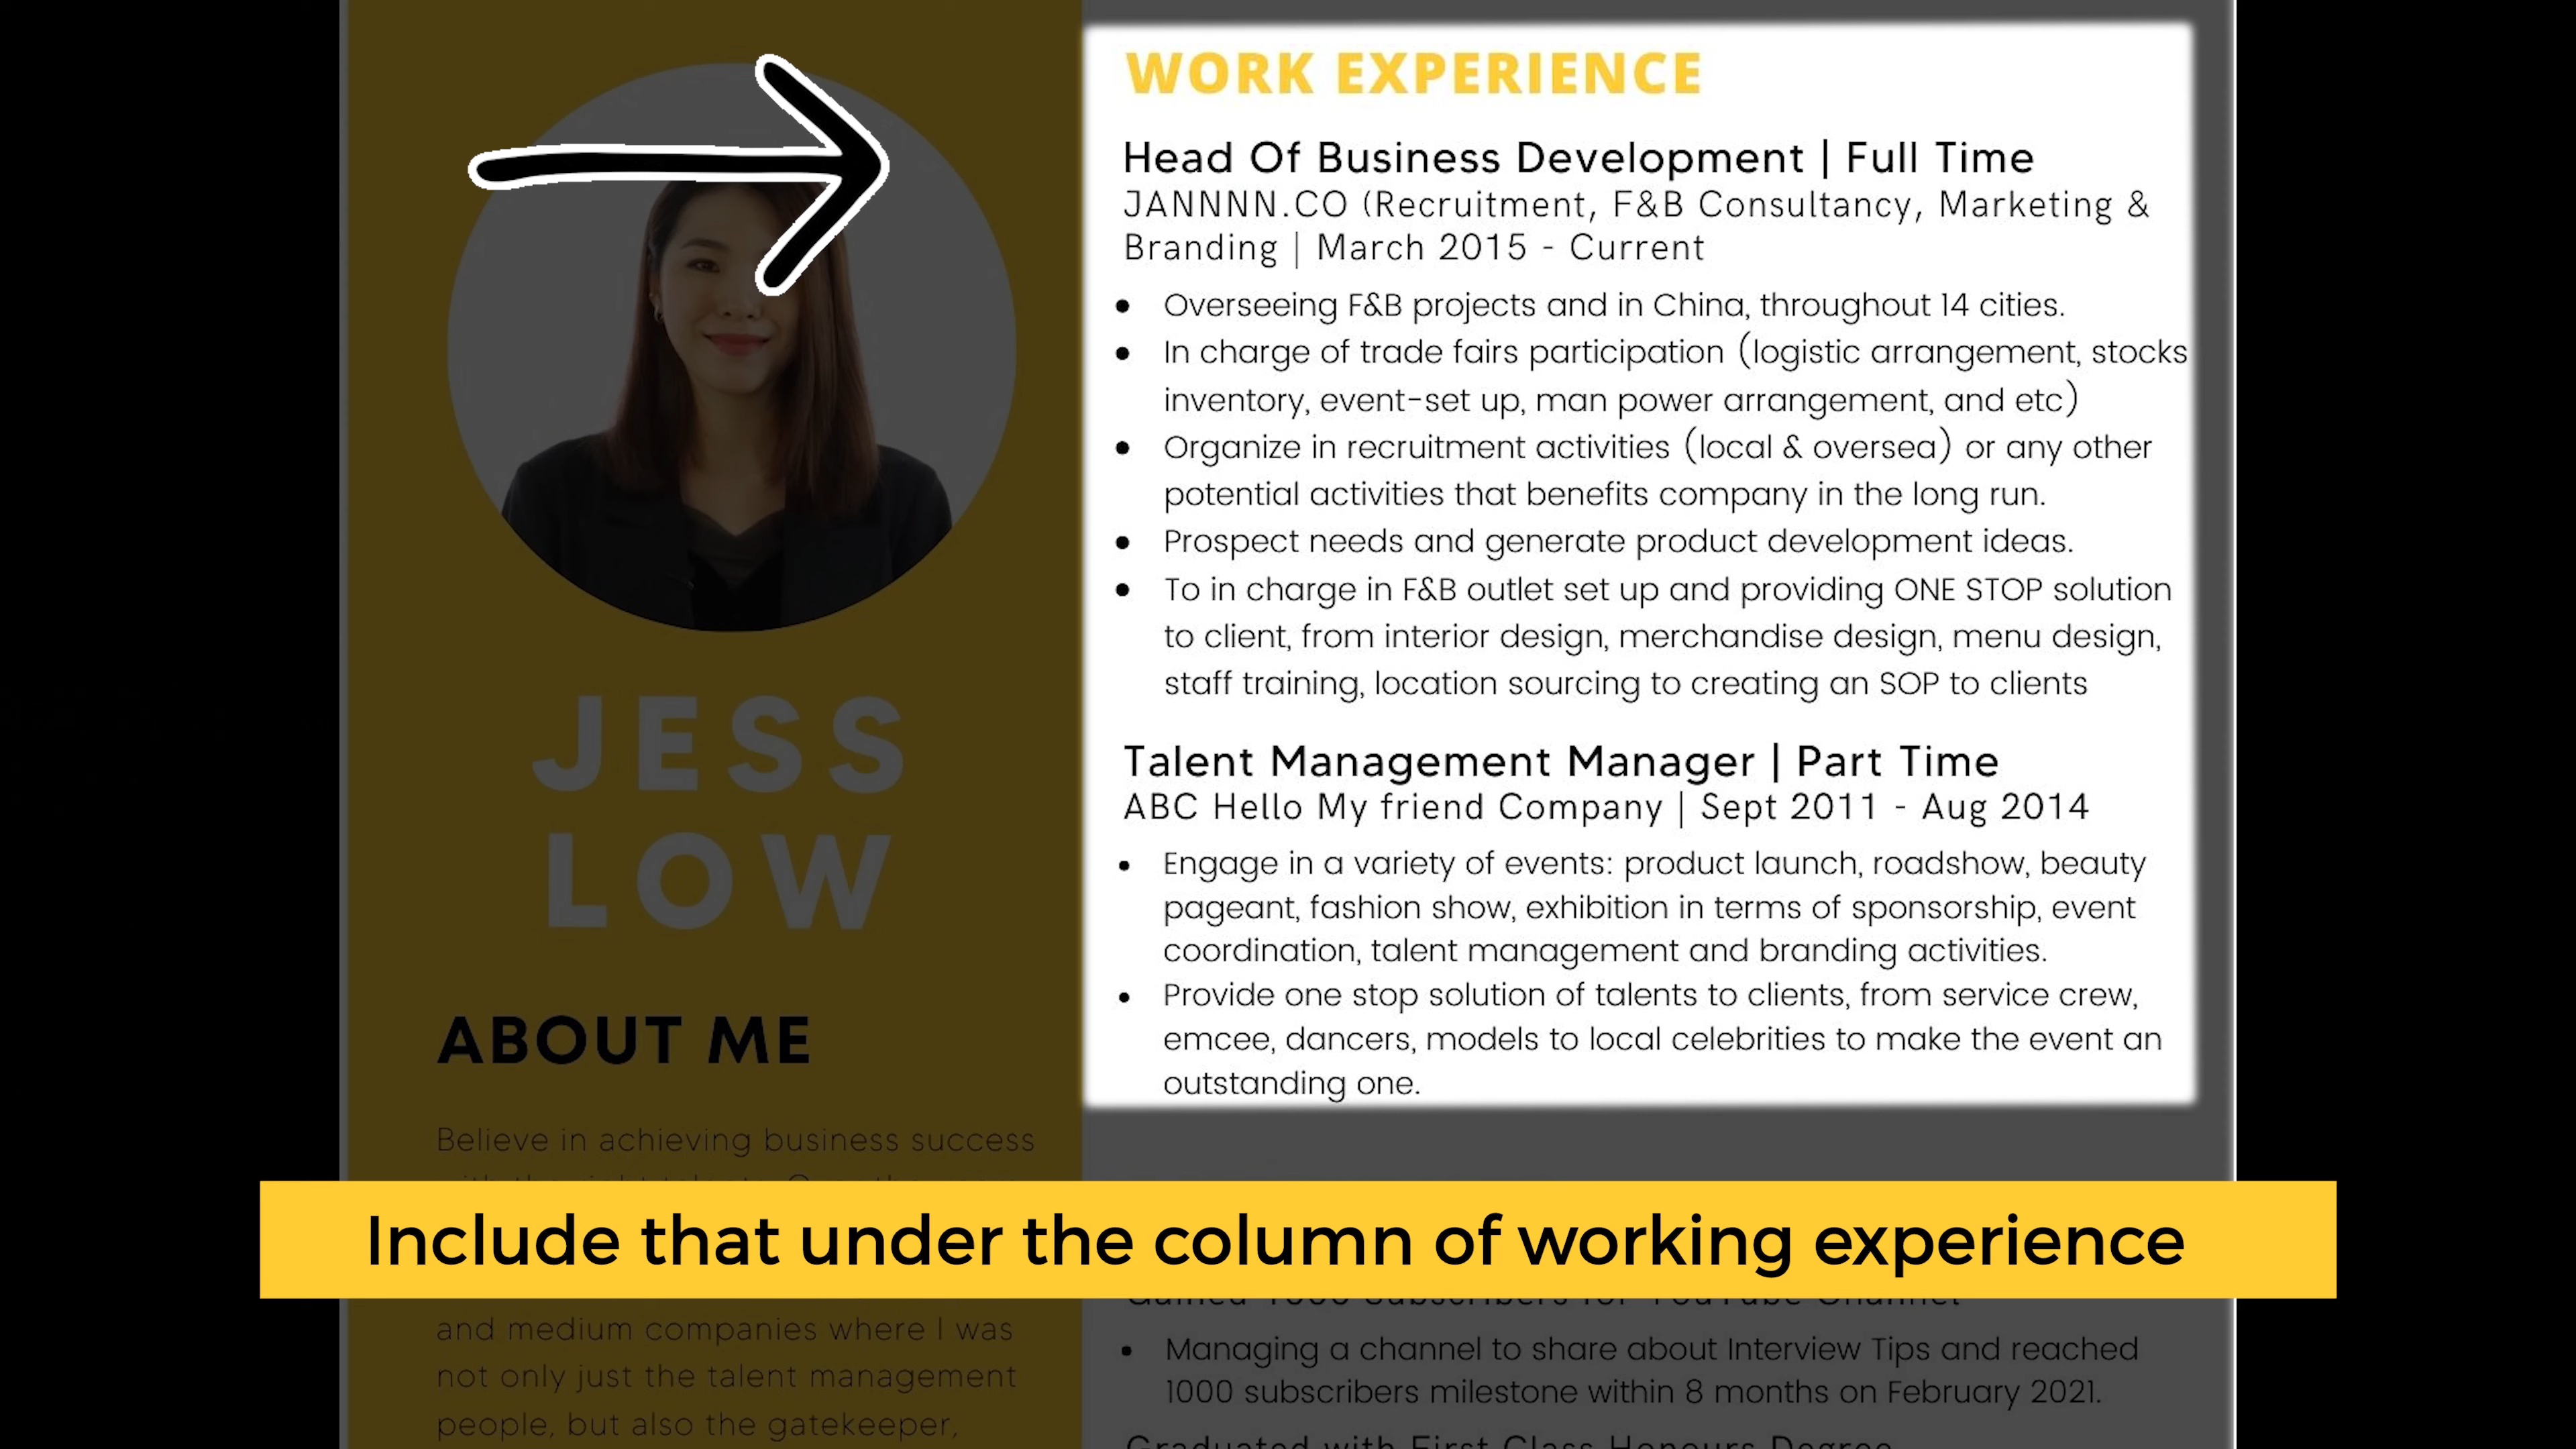 WORK EXPERIENCE
Head Of Business Development | Full Time
JANNNN.CO (Recruitment, F&B Consultancy, Marketing &
Branding | March 2015 - Current
• Overseeing F&B projects and in China, throughout 14 cities.
• In charge of trade fairs participation (logistic arrangement, stocks
inventory, event-set up, man power arrangement, and etc)
• Organize in recruitment activities (local & oversea) or any other
potential activities that benefits company in the long run.
• Prospect needs and generate product development ideas.
• To in charge in F&B outlet set up and providing ONE STOP solution
to client, from interior design, merchandise design, menu design,
staff training, location sourcing to creating an SOP to clients
Talent Management Manager | Part Time
ABC Hello My friend Company | Sept 2011 - Aug 2014
• Engage in a variety of events: product launch, roadshow, beauty
pageant, fashion show, exhibition in terms of sponsorship, event
coordination, talent management and branding activities.
• Provide one stop solution of talents to clients, from service crew,
emcee, dancers, models to local celebrities to make the event an
outstanding one.
JESS
LOW
ABOUT ME
Believe in achieving business success
Include that under the column of working experience
and medium companies where I was
not only just the talent management
people, but also the gatekeeper,
• Managing a channel to share about Interview Tips and reached
1000 subscribers milestone within 8 months on February 2021.
Graduated with First Class Honours Degree